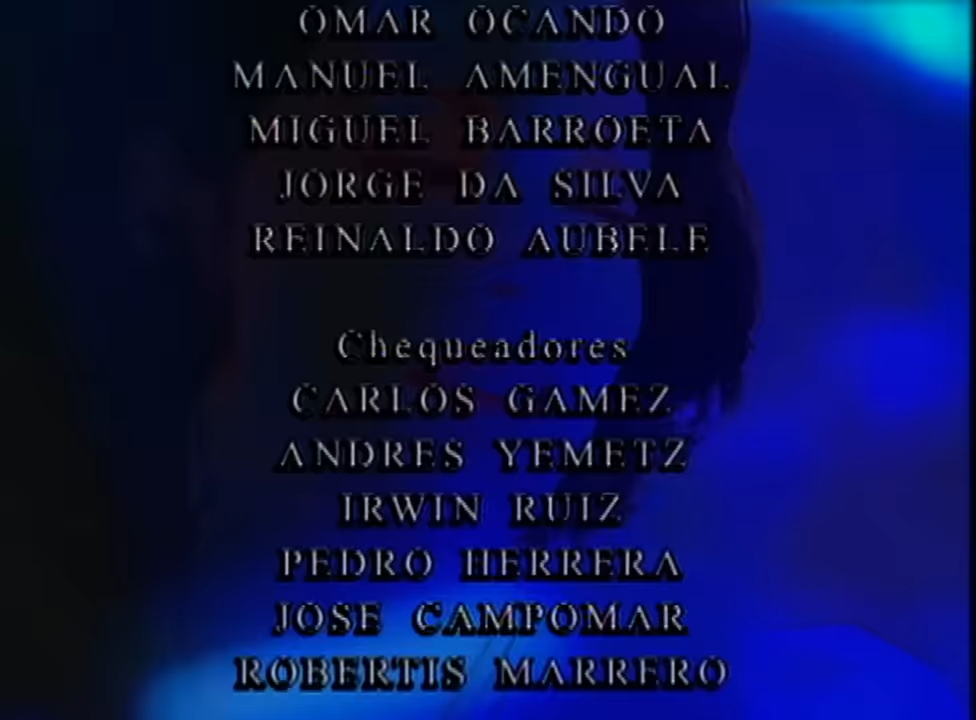 OMAR OCANDO
MANUEL AMENGUAL
MIGUEL BARROETA
JORGE DA SILVA
REINALDO AUBELE
Chequeadores
CARLOS GAMEZ
ANDRES YEMETZ
IRWIN RUIZ
PEDRO HERRERA
JOSE CAMPOMAR
ROBERTIS MARRERO